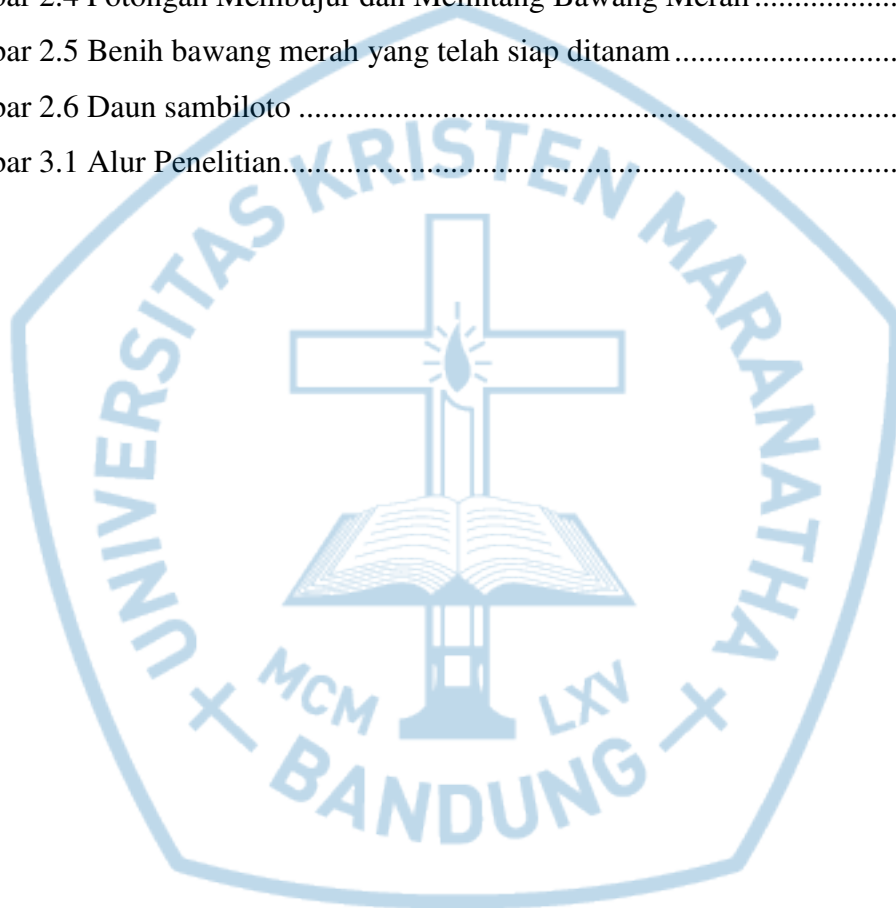 bar 2.4 Potongan Membujur dan Melintang Bawang Merah ....................
bar 2.5 Benih bawang merah yang telah siap ditanam ..............................
bar 2.6 Daun sambiloto ..............................................................................
bar 3.1 Alur Penelitian................................................................................
UNIVERSITAS KRISTEN MARANATHA
MCM LXV
BANDUNG